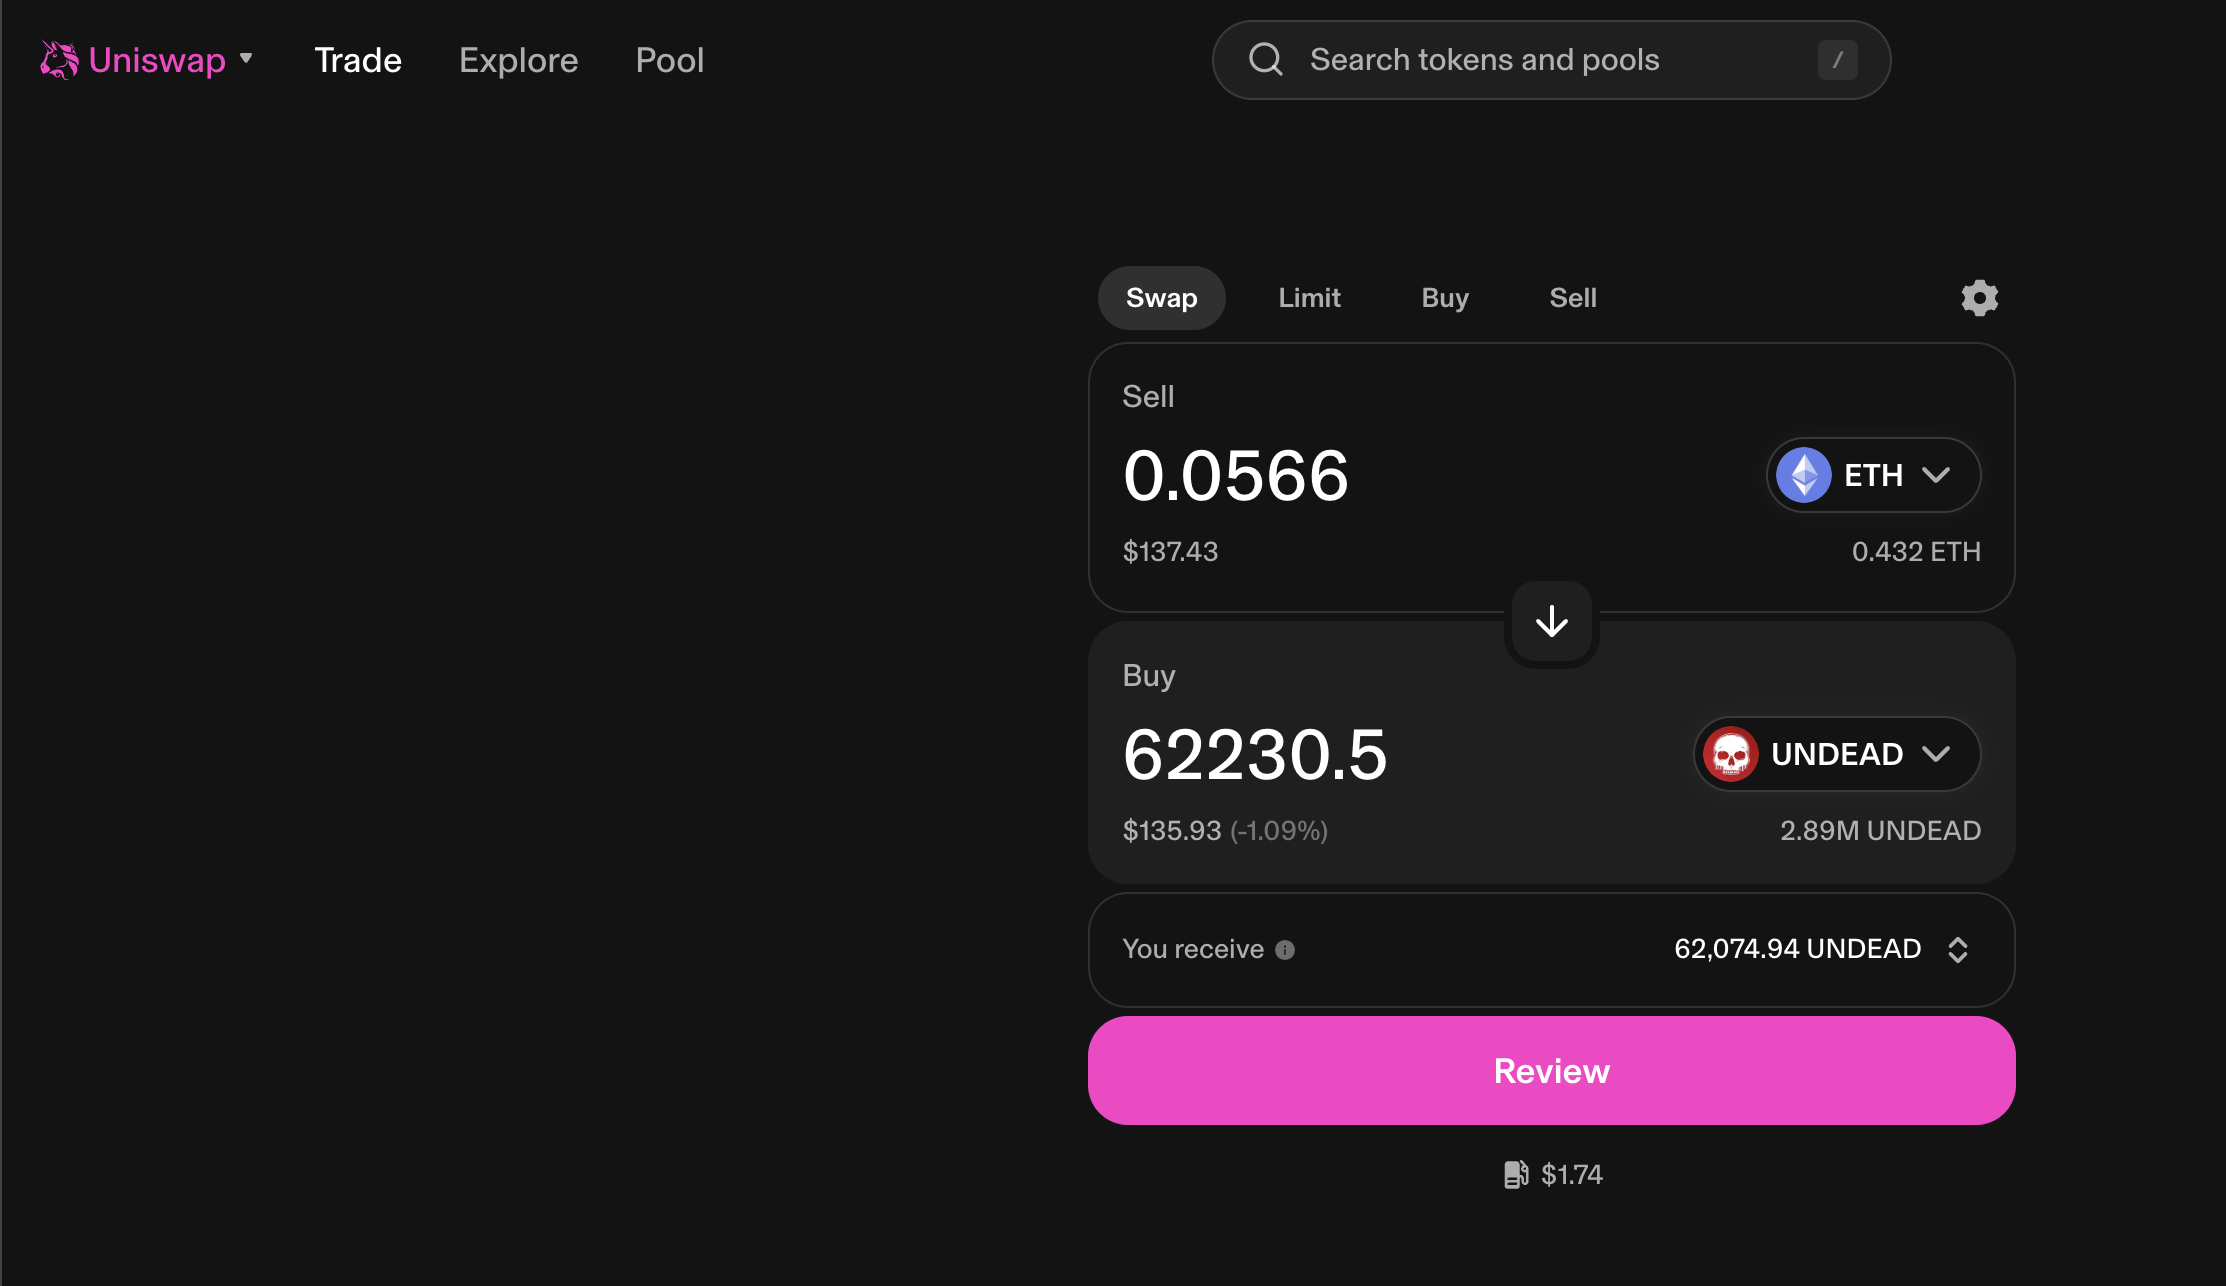 Uniswap Trade Explore Pool Search tokens and pools /
Swap Limit Buy Sell
Sell
0.0566 ETH
$137.43 0.432 ETH
Buy
62230.5 UNDEAD
$135.93 (-1.09%) 2.89M UNDEAD
You receive 62,074.94 UNDEAD
Review
$1.74